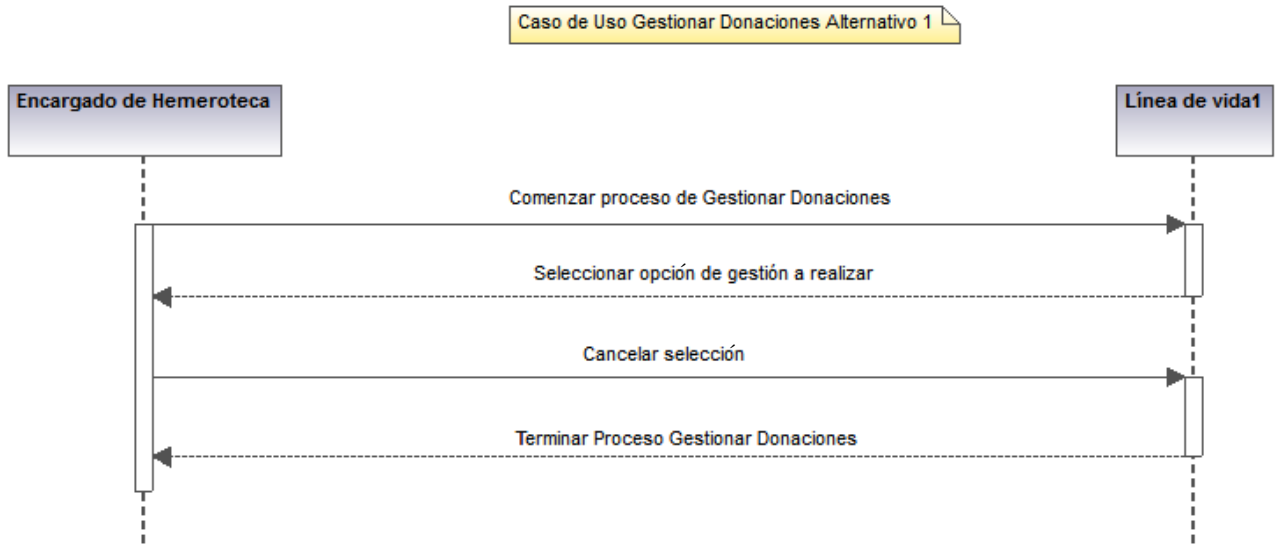 Caso de Uso Gestionar Donaciones Alternativo 1
Encargado de Hemeroteca
Línea de vida1
Comenzar proceso de Gestionar Donaciones
Seleccionar opción de gestión a realizar
Cancelar selección
Terminar Proceso Gestionar Donaciones